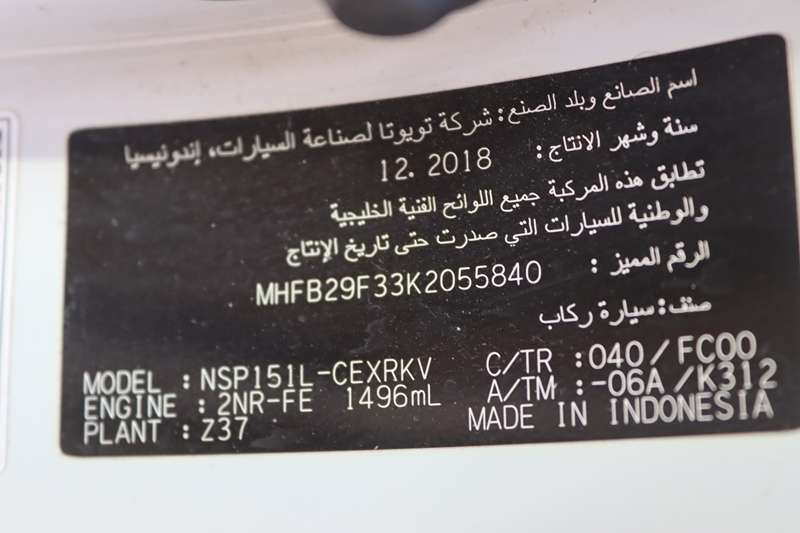 اسم الصانع وبلد الصنع: شركة تويوتا لصناعة السيارات، إندونيسيا
سنة وشهر الانتاج: 12. 2018
تطابق هذه المركبة جميع اللوائح الفنية الخليجية
والوطنية للسيارات التي صدرت حتى تاريخ الإنتاج
الرقم المميز : MHFB29F33K2055840
صنف: سيارة ركاب
MODEL : NSP151L-CEXRKV C/TR :040/FC00
ENGINE : 2NR-FE 1496mL A/TM :-06A/K312
PLANT : Z37 MADE IN INDONESIA